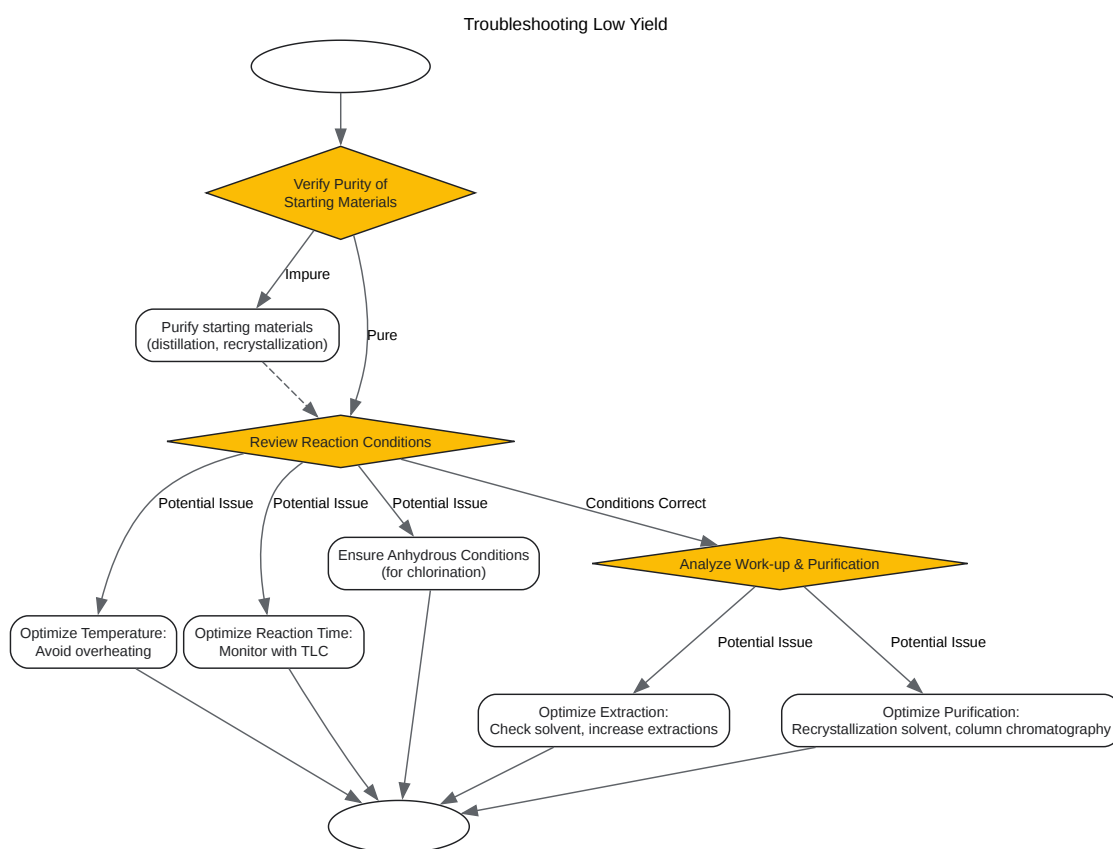 Troubleshooting Low Yield
Verify Purity of
Starting Materials
Impure
Purify starting materials
(distillation, recrystallization)
Pure
Review Reaction Conditions
Potential Issue
Potential Issue
Potential Issue
Conditions Correct
Ensure Anhydrous Conditions
(for chlorination)
Analyze Work-up & Purification
Optimize Temperature:
Avoid overheating
Optimize Reaction Time:
Monitor with TLC
Potential Issue
Potential Issue
Optimize Extraction:
Check solvent, increase extractions
Optimize Purification:
Recrystallization solvent, column chromatography